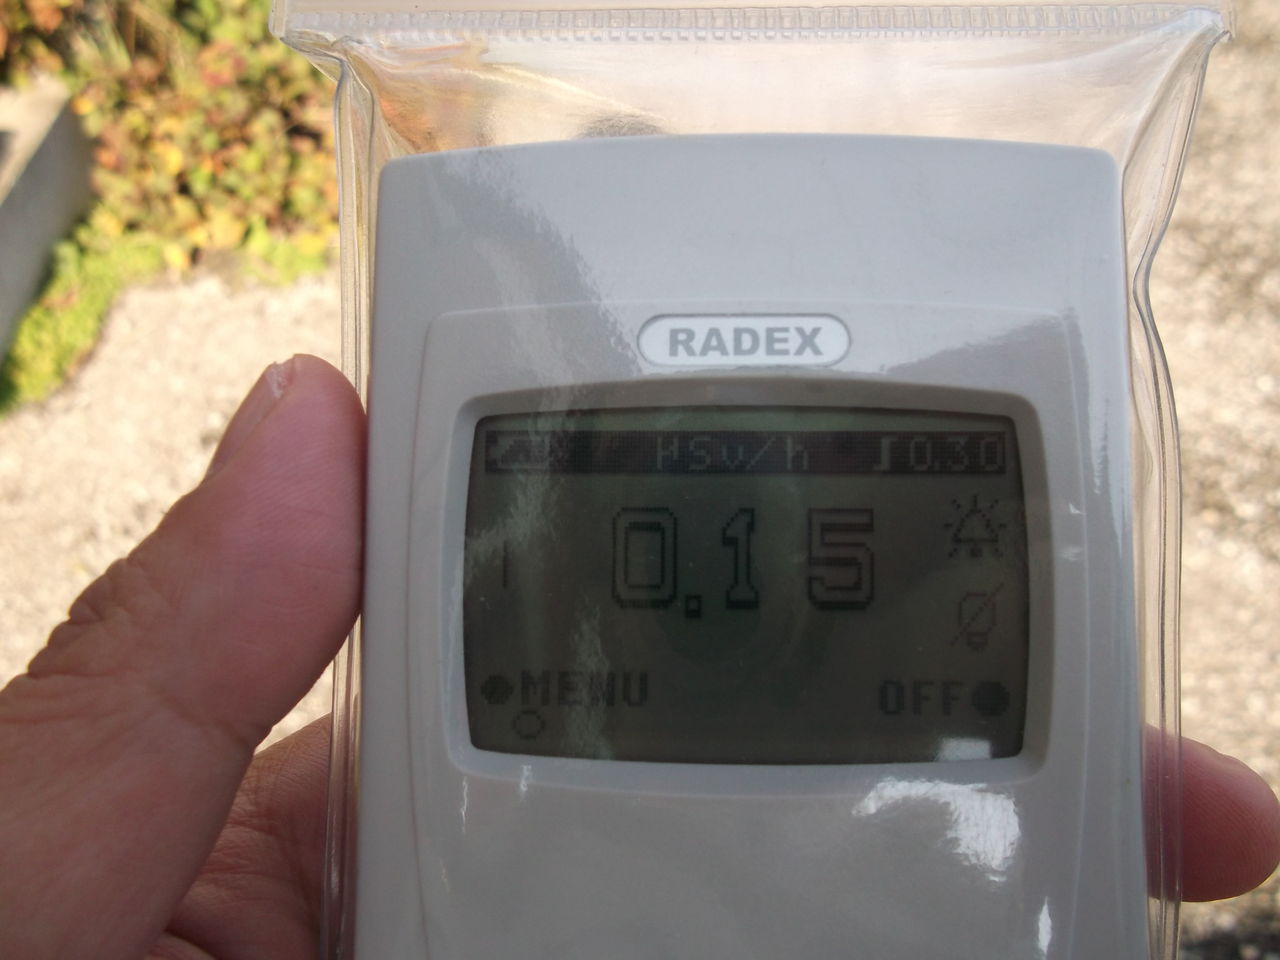 RADEX
µSv/h 0.30
0.15
MENU OFF